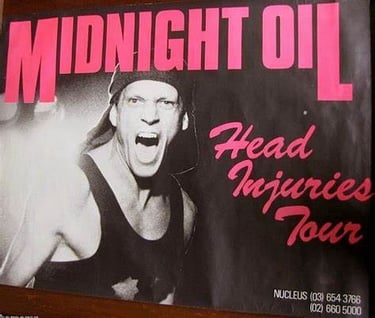 MIDNIGHT OIL
Head
Injuries
Tour
NUCLEUS (03) 654 3766
(02) 660 5000